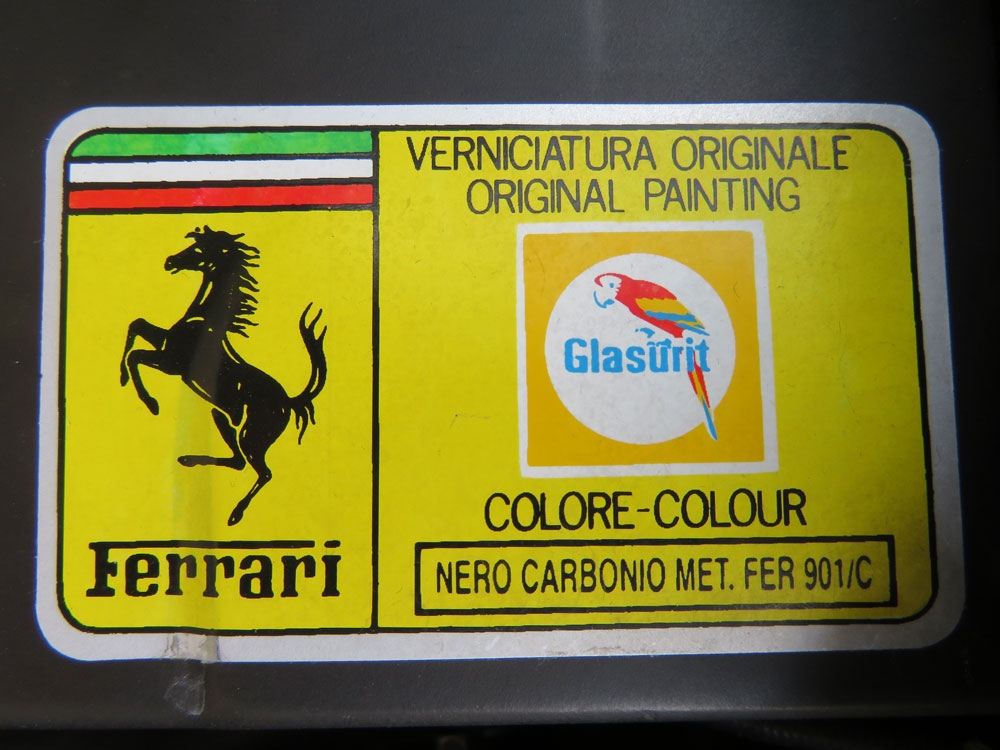 VERNICIATURA ORIGINALE
ORIGINAL PAINTING
Glasurit
COLORE-COLOUR
NERO CARBONIO MET. FER 901/C
Ferrari